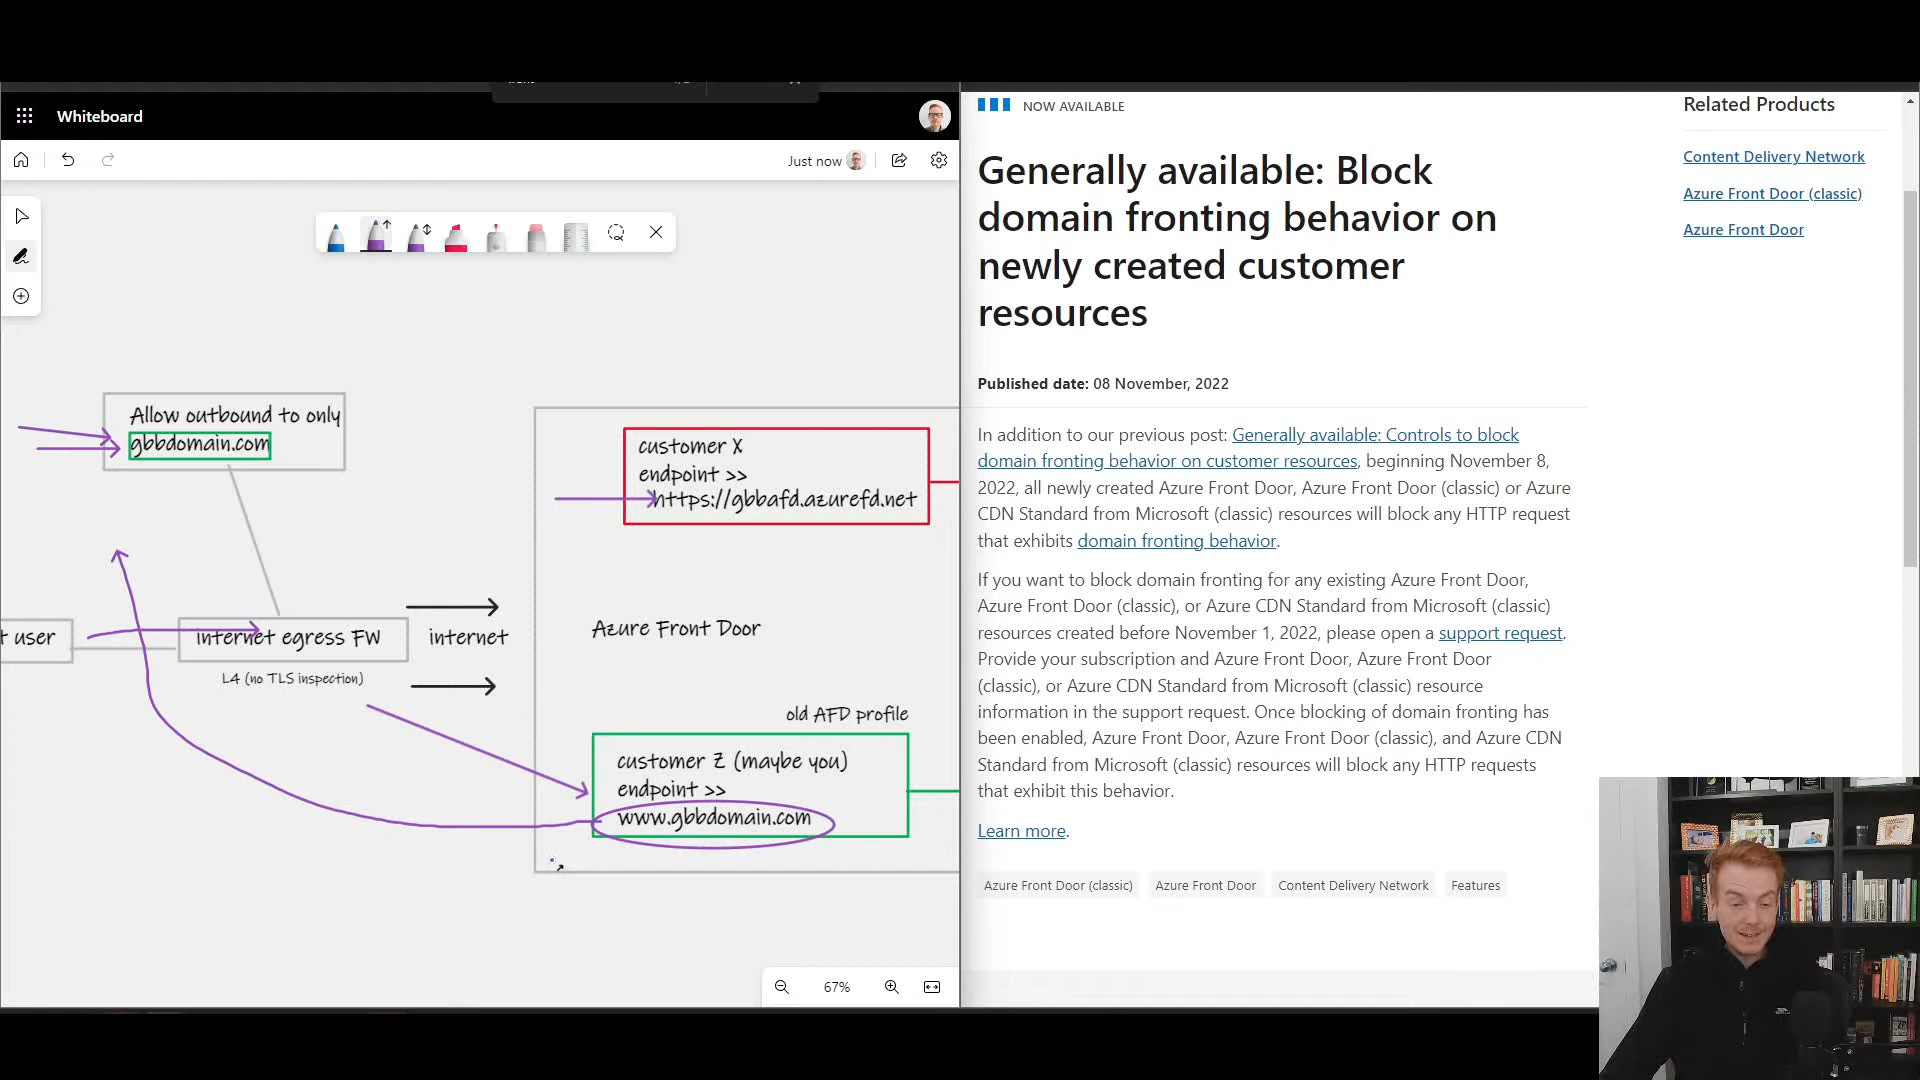 Whiteboard
Just now
Allow outbound to only
gbbdomain.com
customer X
endpoint >>
https://gbbafd.azurefd.net
t user
internet egress FW
internet
L4 (no TLS inspection)
Azure Front Door
old AFD profile
customer Z (maybe you)
endpoint >>
www.gbbdomain.com
67%
NOW AVAILABLE
Generally available: Block
domain fronting behavior on
newly created customer
resources
Published date: 08 November, 2022
In addition to our previous post: Generally available: Controls to block
domain fronting behavior on customer resources, beginning November 8,
2022, all newly created Azure Front Door, Azure Front Door (classic) or Azure
CDN Standard from Microsoft (classic) resources will block any HTTP request
that exhibits domain fronting behavior.
If you want to block domain fronting for any existing Azure Front Door,
Azure Front Door (classic), or Azure CDN Standard from Microsoft (classic)
resources created before November 1, 2022, please open a support request.
Provide your subscription and Azure Front Door, Azure Front Door
(classic), or Azure CDN Standard from Microsoft (classic) resource
information in the support request. Once blocking of domain fronting has
been enabled, Azure Front Door, Azure Front Door (classic), and Azure CDN
Standard from Microsoft (classic) resources will block any HTTP requests
that exhibit this behavior.
Learn more.
Azure Front Door (classic)
Azure Front Door
Content Delivery Network
Features
Related Products
Content Delivery Network
Azure Front Door (classic)
Azure Front Door